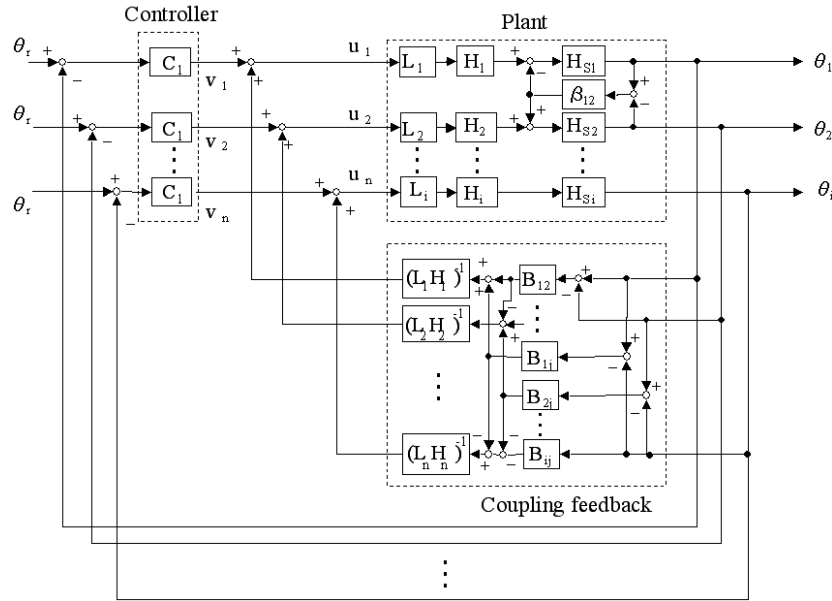 Controller
Plant
θr + − C1 v1 + + u1 L1 H1 + − HS1 + θ1
β12
θr + − C1 v2 + + u2 L2 H2 + + HS2 − θ2
θr + − C1 vn + + un Li Hi HSi θi
(L1H1)-1 + + B12 + −
(L2H2)-1 − +
B1j + −
B2j + −
(LnHn)-1 − + − − Bij
Coupling feedback